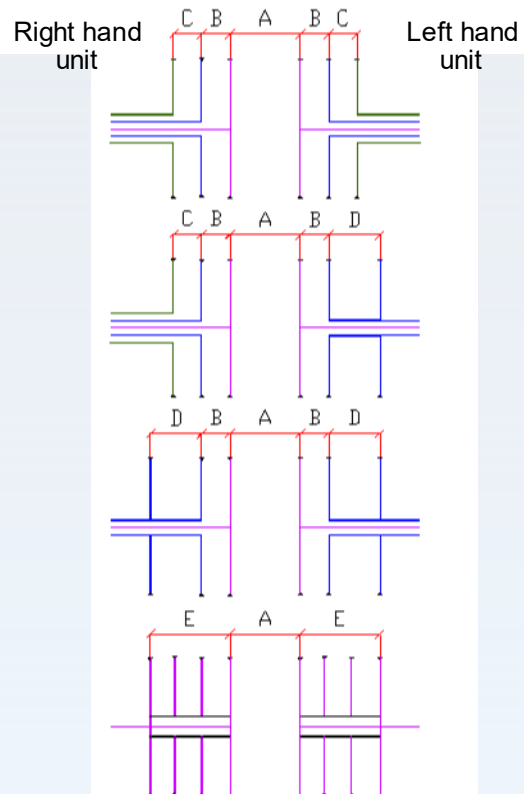 Right hand
unit
Left hand
unit
C B A B C
C B A B D
D B A B D
E A E